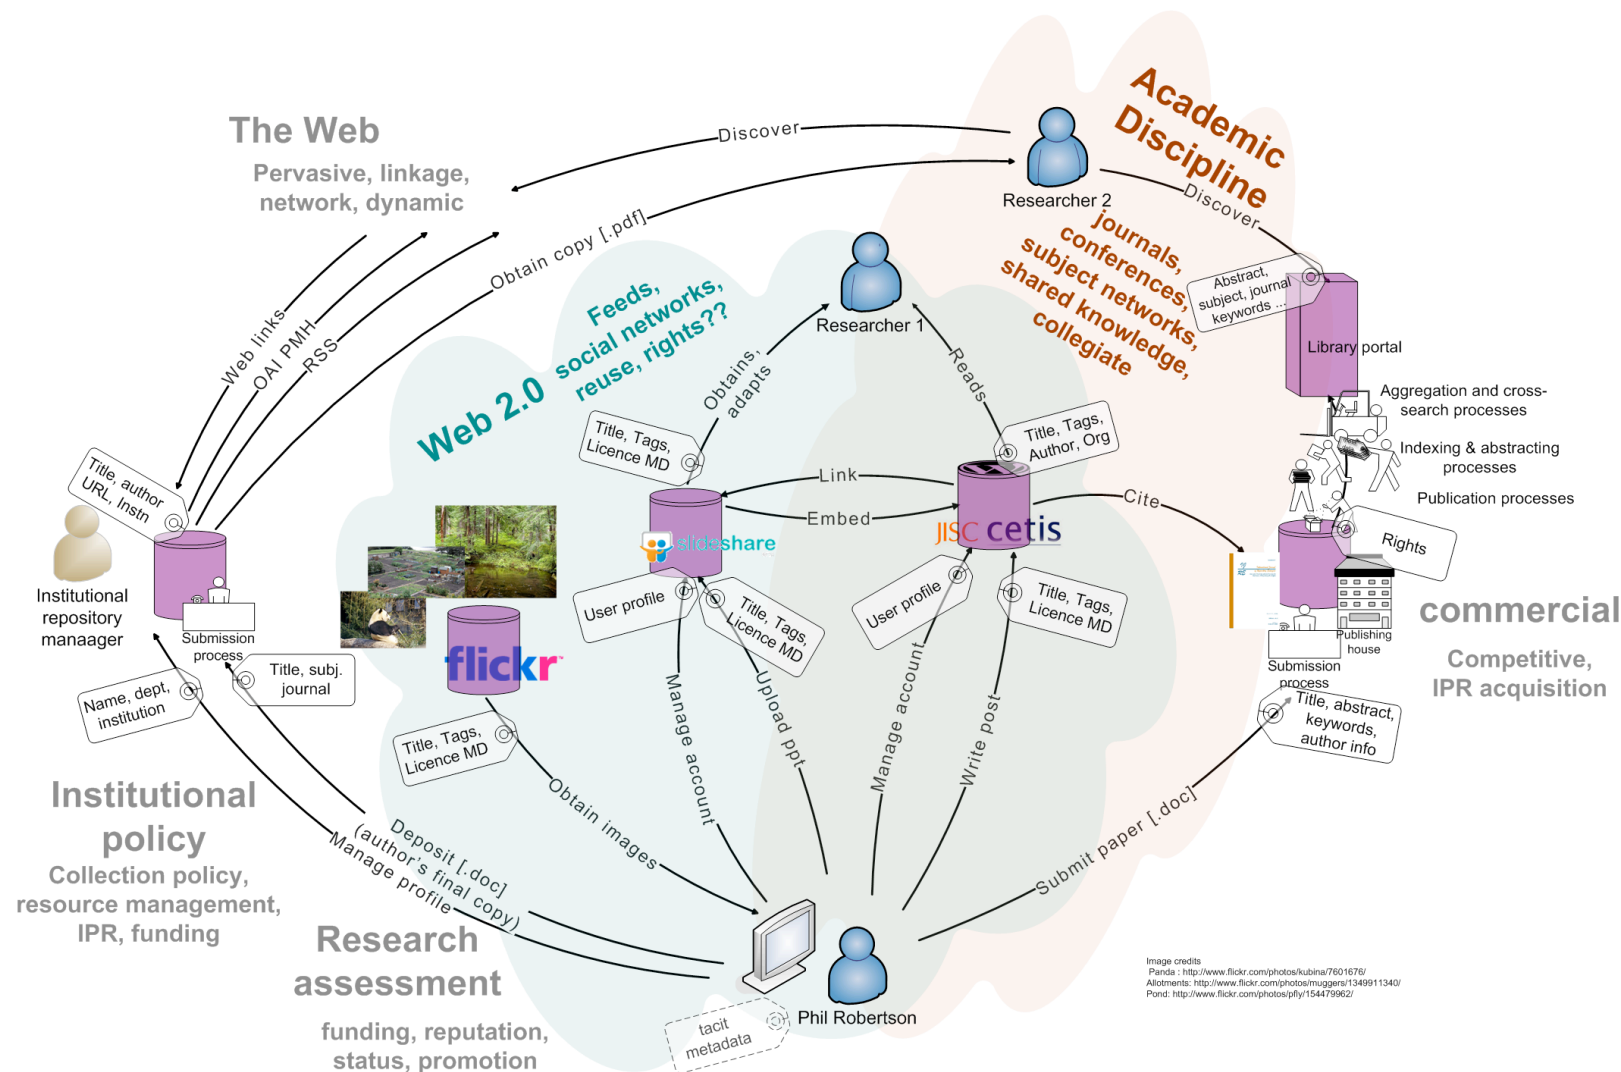 Academic
Discipline
The Web
Pervasive, linkage,
network, dynamic
Discover
Researcher 2
Discover
journals,
conferences,
subject networks,
shared knowledge,
collegiate
Obtain copy [.pdf]
Abstract,
subject, journal
keywords ...
Library portal
Feeds,
social networks,
reuse, rights??
Web 2.0
Researcher 1
Web links
OAI PMH
RSS
Obtains,
adapts
Reads
Aggregation and cross-
search processes
Indexing & abstracting
processes
Publication processes
Title, Tags,
Licence MD
Title, Tags,
Author, Org
Title, author
URL, Instn
Link
Embed
Cite
slideshare
JISC cetis
Rights
Institutional
repository
manaager
Submission
process
User profile
Title, Tags,
Licence MD
User profile
Title, Tags,
Licence MD
Publishing
house
Submission
process
commercial
Competitive,
IPR acquisition
flickr
Title, subj.
journal
Name, dept,
institution
Title, Tags,
Licence MD
Title, abstract,
keywords,
author info
Manage account
Upload ppt
Manage account
Write post
Obtain images
Submit paper [.doc]
Institutional
policy
Collection policy,
resource management,
IPR, funding
Deposit [.doc]
(author's final copy)
Manage profile
Research
assessment
funding, reputation,
status, promotion
tacit
metadata
Phil Robertson
Image credits
Panda : http://www.flickr.com/photos/kubina/7601676/
Allotments: http://www.flickr.com/photos/muggers/1349911340/
Pond: http://www.flickr.com/photos/pfly/154479962/